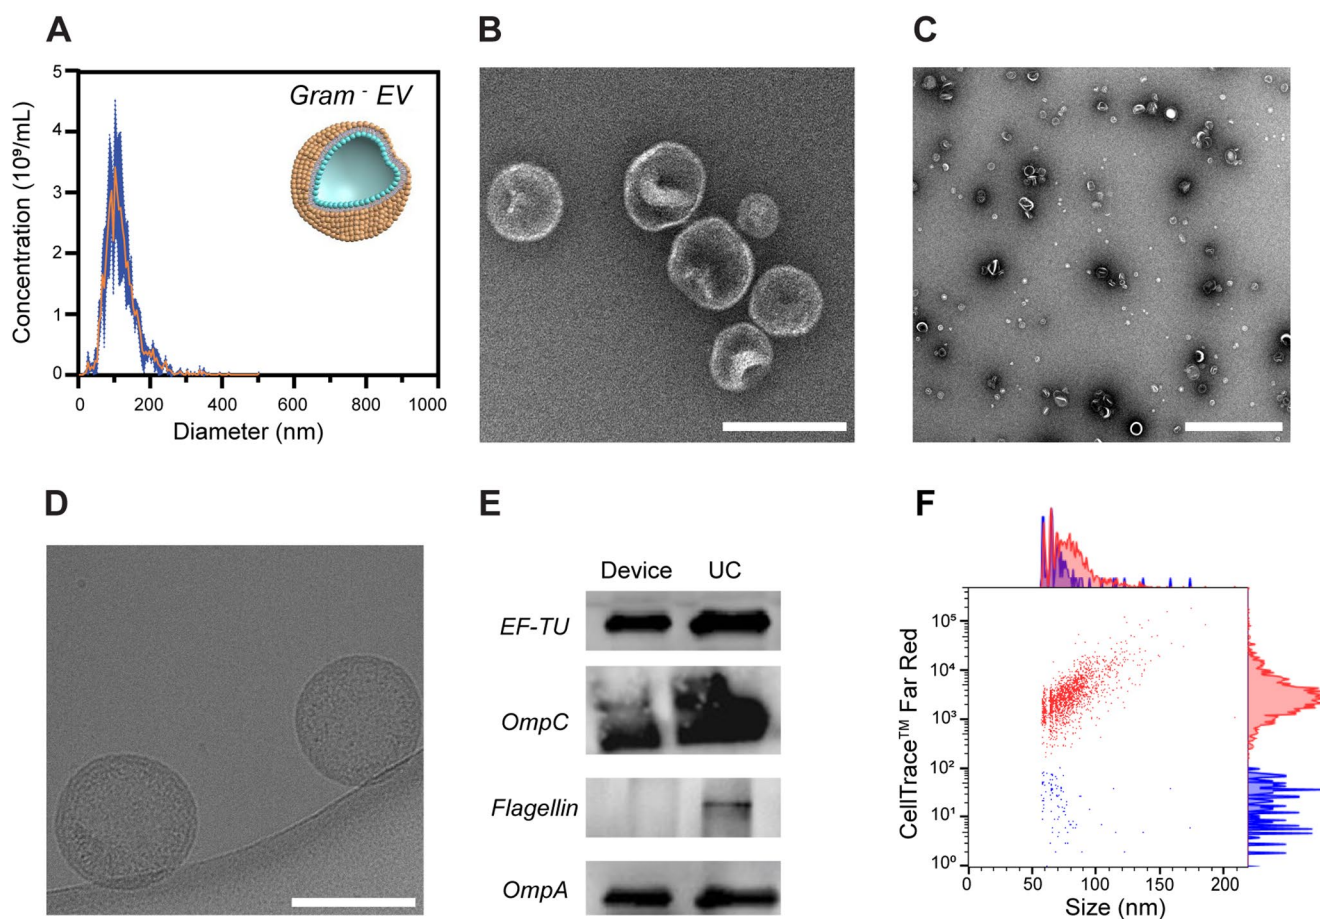 A
5
4
3
2
1
0
Concentration (10⁹/mL)
Gram - EV
0 200 400 600 800 1000
Diameter (nm)
B
C
D
E
Device UC
EF-TU
OmpC
Flagellin
OmpA
F
10⁵
10⁴
10³
10²
10¹
10⁰
CellTrace™ Far Red
0 50 100 150 200
Size (nm)